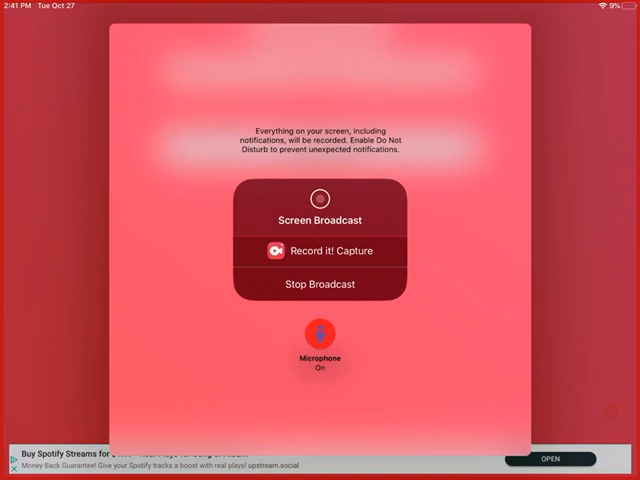 2:41 PM Tue Oct 27
9%
Everything on your screen, including
notifications, will be recorded. Enable Do Not
Disturb to prevent unexpected notifications.
Screen Broadcast
Record it! Capture
Stop Broadcast
Microphone
On
Buy Spotify Streams for
Money Back Guarantee! Give your Spotify tracks a boost with real plays! upstream.social
OPEN